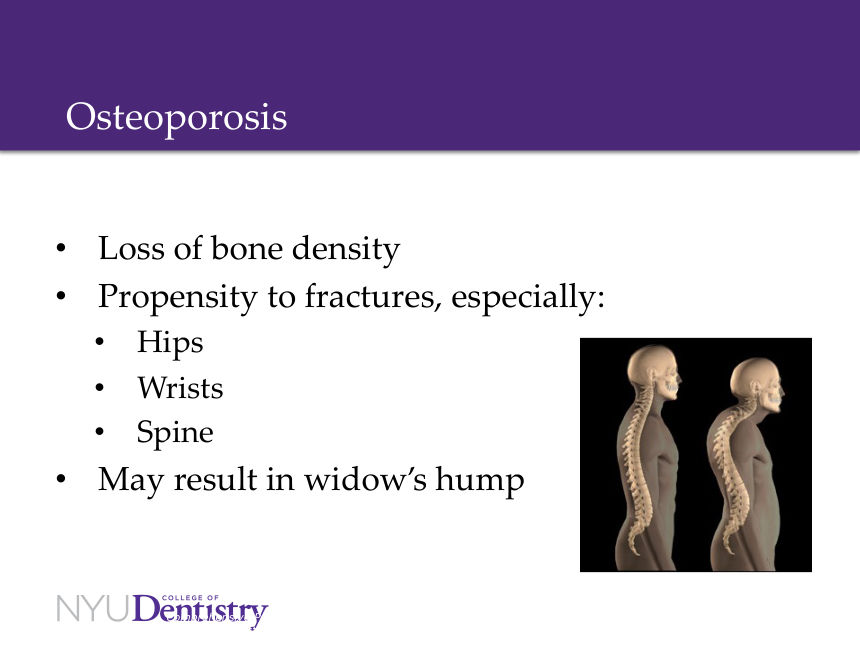 Osteoporosis
• Loss of bone density
• Propensity to fractures, especially:
• Hips
• Wrists
• Spine
• May result in widow’s hump
NYU COLLEGE OF Dentistry